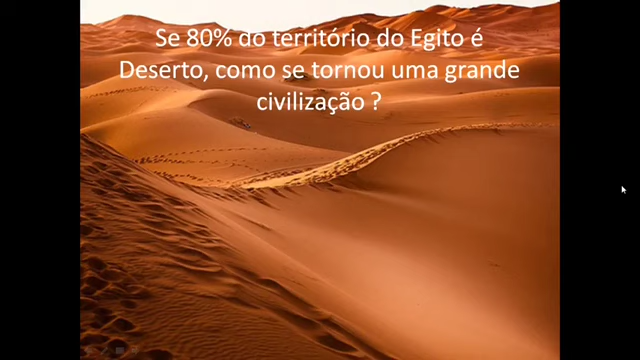 Se 80% do território do Egito é
Deserto, como se tornou uma grande
civilização ?